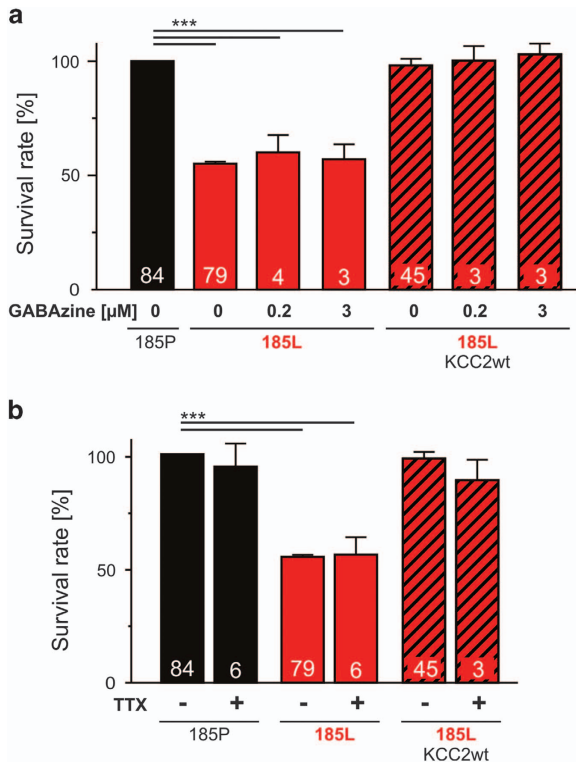 a
***
Survival rate [%]
100
50
0
84 79 4 3 45 3 3
GABAzine [µM] 0 0 0.2 3 0 0.2 3
185P 185L 185L
KCC2wt
b
***
Survival rate [%]
100
50
0
84 6 79 6 45 3
TTX - + - + - +
185P 185L 185L
KCC2wt